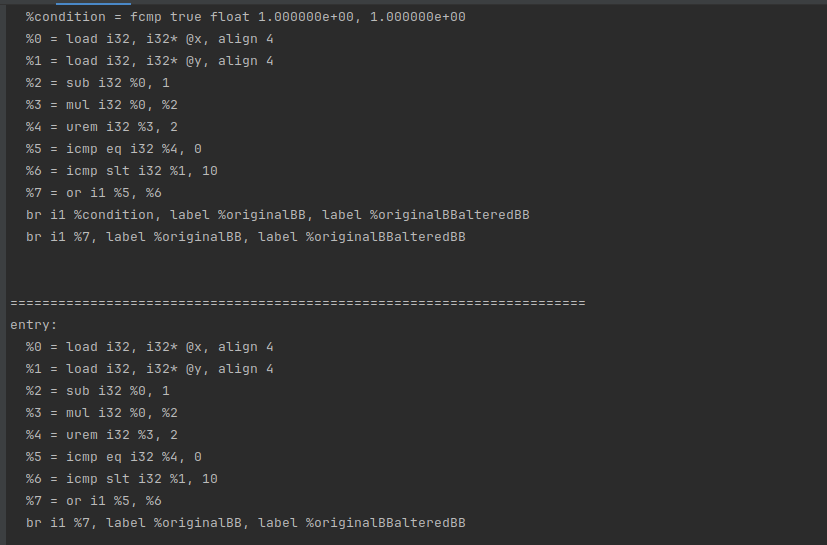 %condition = fcmp true float 1.000000e+00, 1.000000e+00
%0 = load i32, i32* @x, align 4
%1 = load i32, i32* @y, align 4
%2 = sub i32 %0, 1
%3 = mul i32 %0, %2
%4 = urem i32 %3, 2
%5 = icmp eq i32 %4, 0
%6 = icmp slt i32 %1, 10
%7 = or i1 %5, %6
br i1 %condition, label %originalBB, label %originalBBalteredBB
br i1 %7, label %originalBB, label %originalBBalteredBB
========================================================================
entry:
%0 = load i32, i32* @x, align 4
%1 = load i32, i32* @y, align 4
%2 = sub i32 %0, 1
%3 = mul i32 %0, %2
%4 = urem i32 %3, 2
%5 = icmp eq i32 %4, 0
%6 = icmp slt i32 %1, 10
%7 = or i1 %5, %6
br i1 %7, label %originalBB, label %originalBBalteredBB